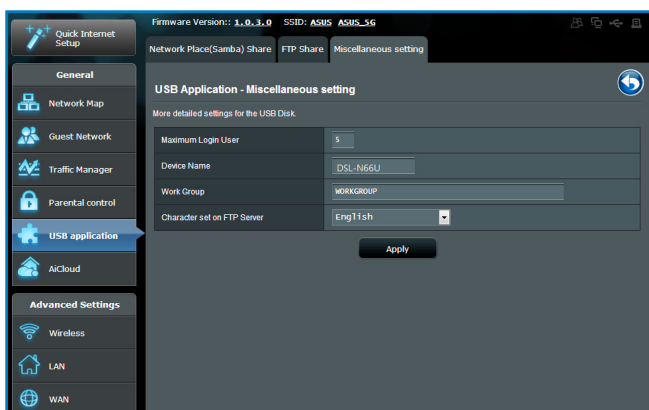 Quick Internet
Setup
Firmware Version:: 1.0.3.0 SSID: ASUS ASUS_5G
Network Place(Samba) Share FTP Share Miscellaneous setting
General
Network Map
Guest Network
Traffic Manager
Parental control
USB application
AiCloud
Advanced Settings
Wireless
LAN
WAN
USB Application - Miscellaneous setting
More detailed settings for the USB Disk.
Maximum Login User 5
Device Name DSL-N66U
Work Group WORKGROUP
Character set on FTP Server English
Apply